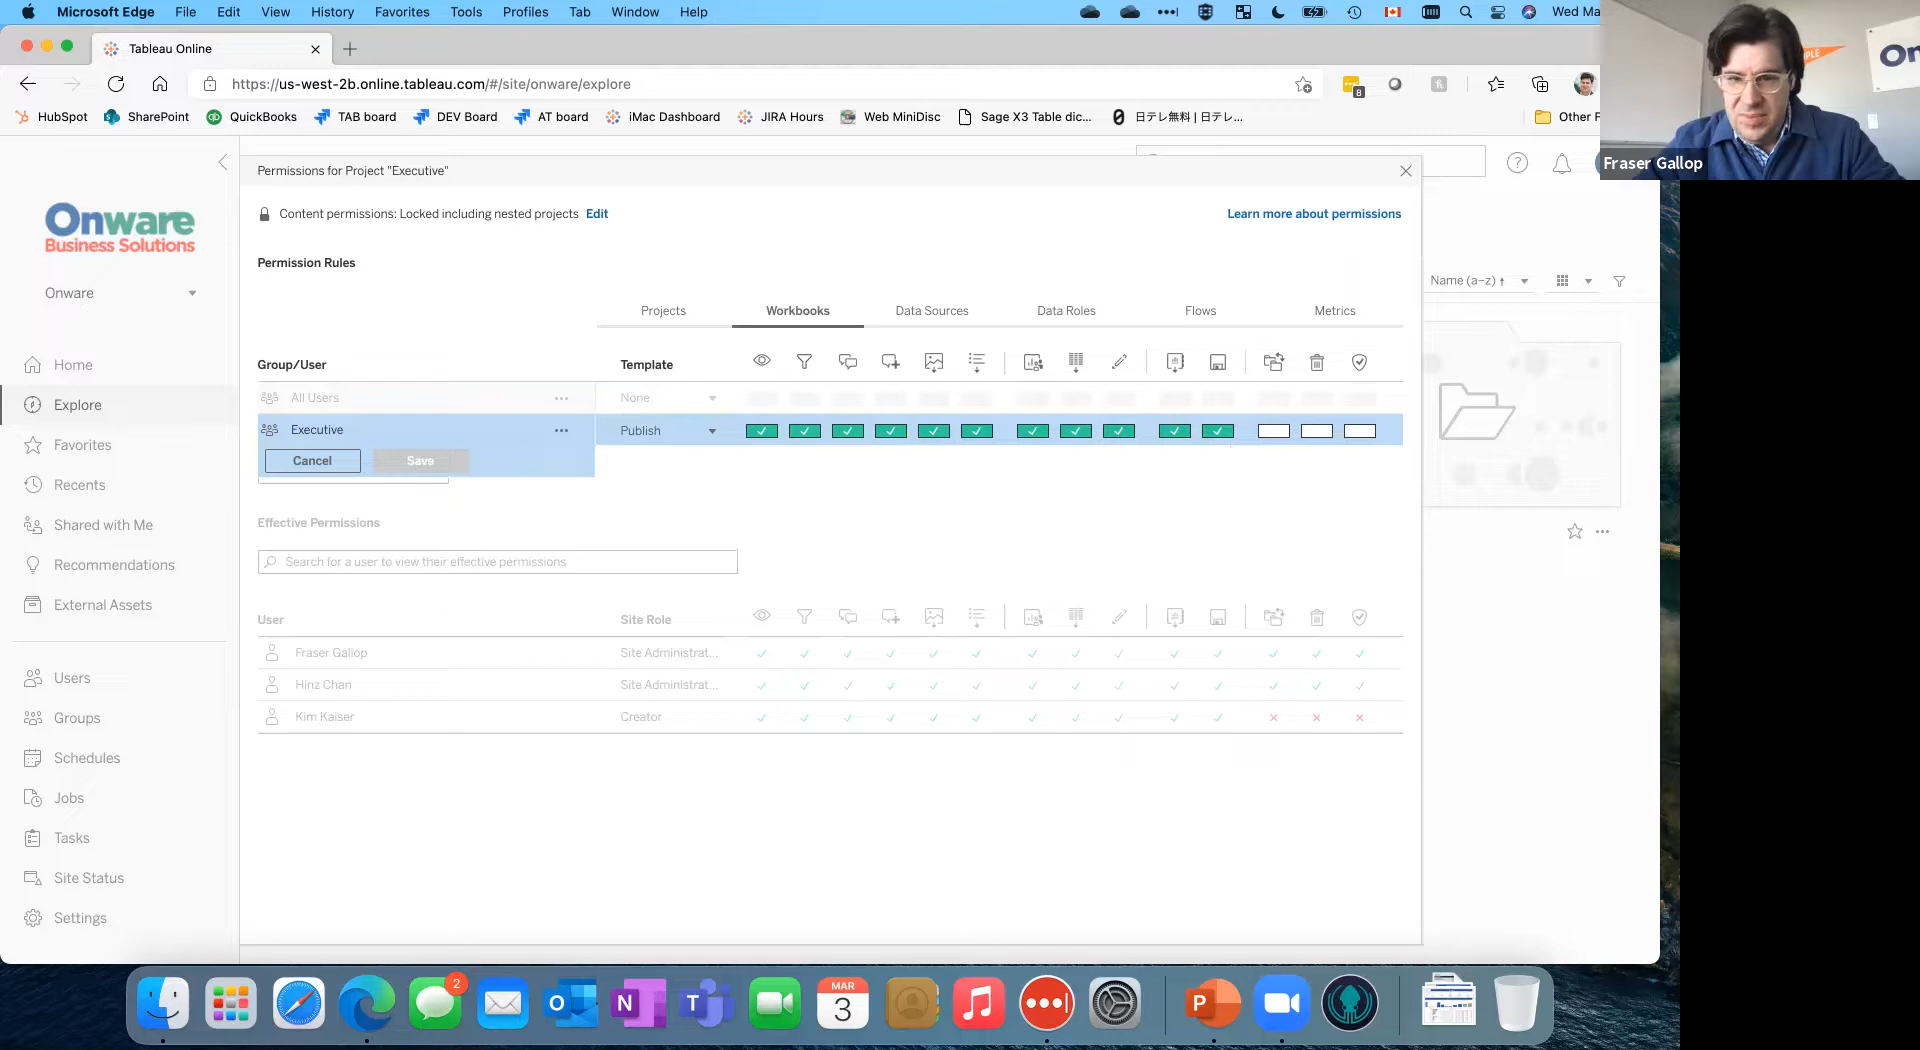 Microsoft Edge File Edit View History Favorites Tools Profiles Tab Window Help Wed Ma
Tableau Online
https://us-west-2b.online.tableau.com/#/site/onware/explore
8
HubSpot SharePoint QuickBooks TAB board DEV Board AT board iMac Dashboard JIRA Hours Web MiniDisc Sage X3 Table dic... 日テレ無料 | 日テレ... Other F
On
Fraser Gallop
Permissions for Project "Executive"
Content permissions: Locked including nested projects Edit
Learn more about permissions
Onware
Business Solutions
Permission Rules
Onware
Name (a–z)
Projects Workbooks Data Sources Data Roles Flows Metrics
Home
Group/User Template
All Users ... None
Explore
Executive ... Publish
Favorites
Cancel Save
Recents
Effective Permissions
Shared with Me
Search for a user to view their effective permissions
Recommendations
External Assets
User Site Role
Fraser Gallop Site Administrat...
Users
Hinz Chan Site Administrat...
Groups
Kim Kaiser Creator
Schedules
Jobs
Tasks
Site Status
Settings
2
MAR
3